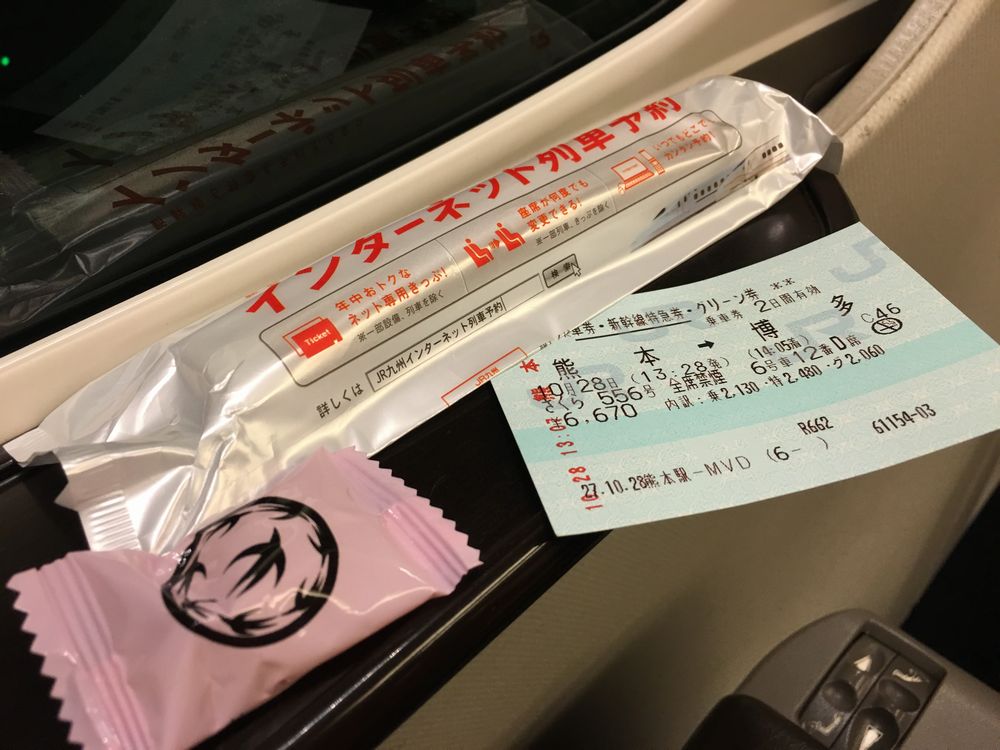 インターネット列車予約
年中おトクな
ネット専用きっぷ!
※一部設備、列車を除く
Ticket
座席が何度でも
変更できる!
※一部列車、きっぷを除く
いつでもどこで
カンタン予約!
詳しくは
JR九州インターネット列車予約
検索
JR九州
乗車券・新幹線特急券・グリーン券
**
乗車券 2日間有効
熊本 → 博多
C46
10月28日 (13:28発) (14:05着)
さくら 556号 全席禁煙 6号車12番D席
¥6,670
内訳:乗2,130・特2,480・グ2,060
R662
27.10.28熊本駅-MVD (6- ) 61154-03